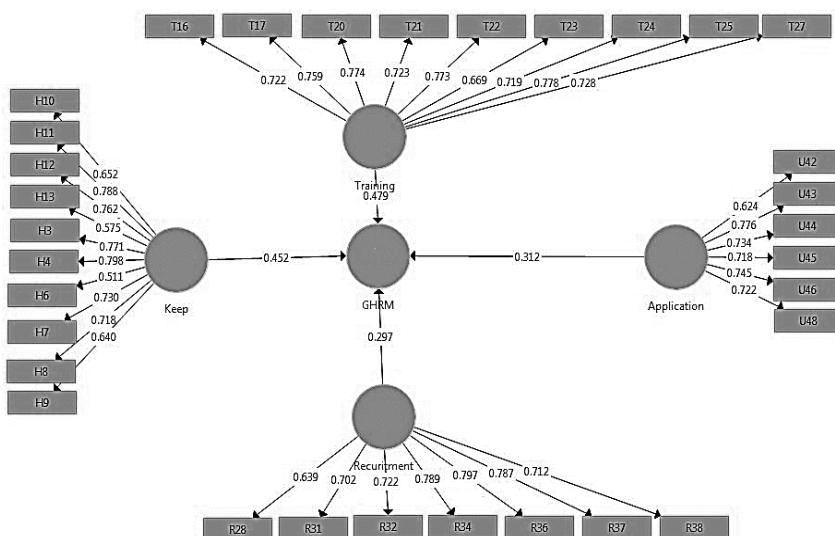 T16 T17 T20 T21 T22 T23 T24 T25 T27
0.722 0.759 0.774 0.723 0.773 0.669 0.719 0.778 0.728
Training
0.479
H10
H11
H12
H13
H3
H4
H6
H7
H8
H9
0.652
0.788
0.762
0.575
0.771
0.798
0.511
0.730
0.718
0.640
Keep
0.452
GHRM
0.312
Application
0.624
0.776
0.734
0.718
0.745
0.722
U42
U43
U44
U45
U46
U48
0.297
Recuritment
0.639 0.702 0.722 0.789 0.797 0.787 0.712
R28 R31 R32 R34 R36 R37 R38